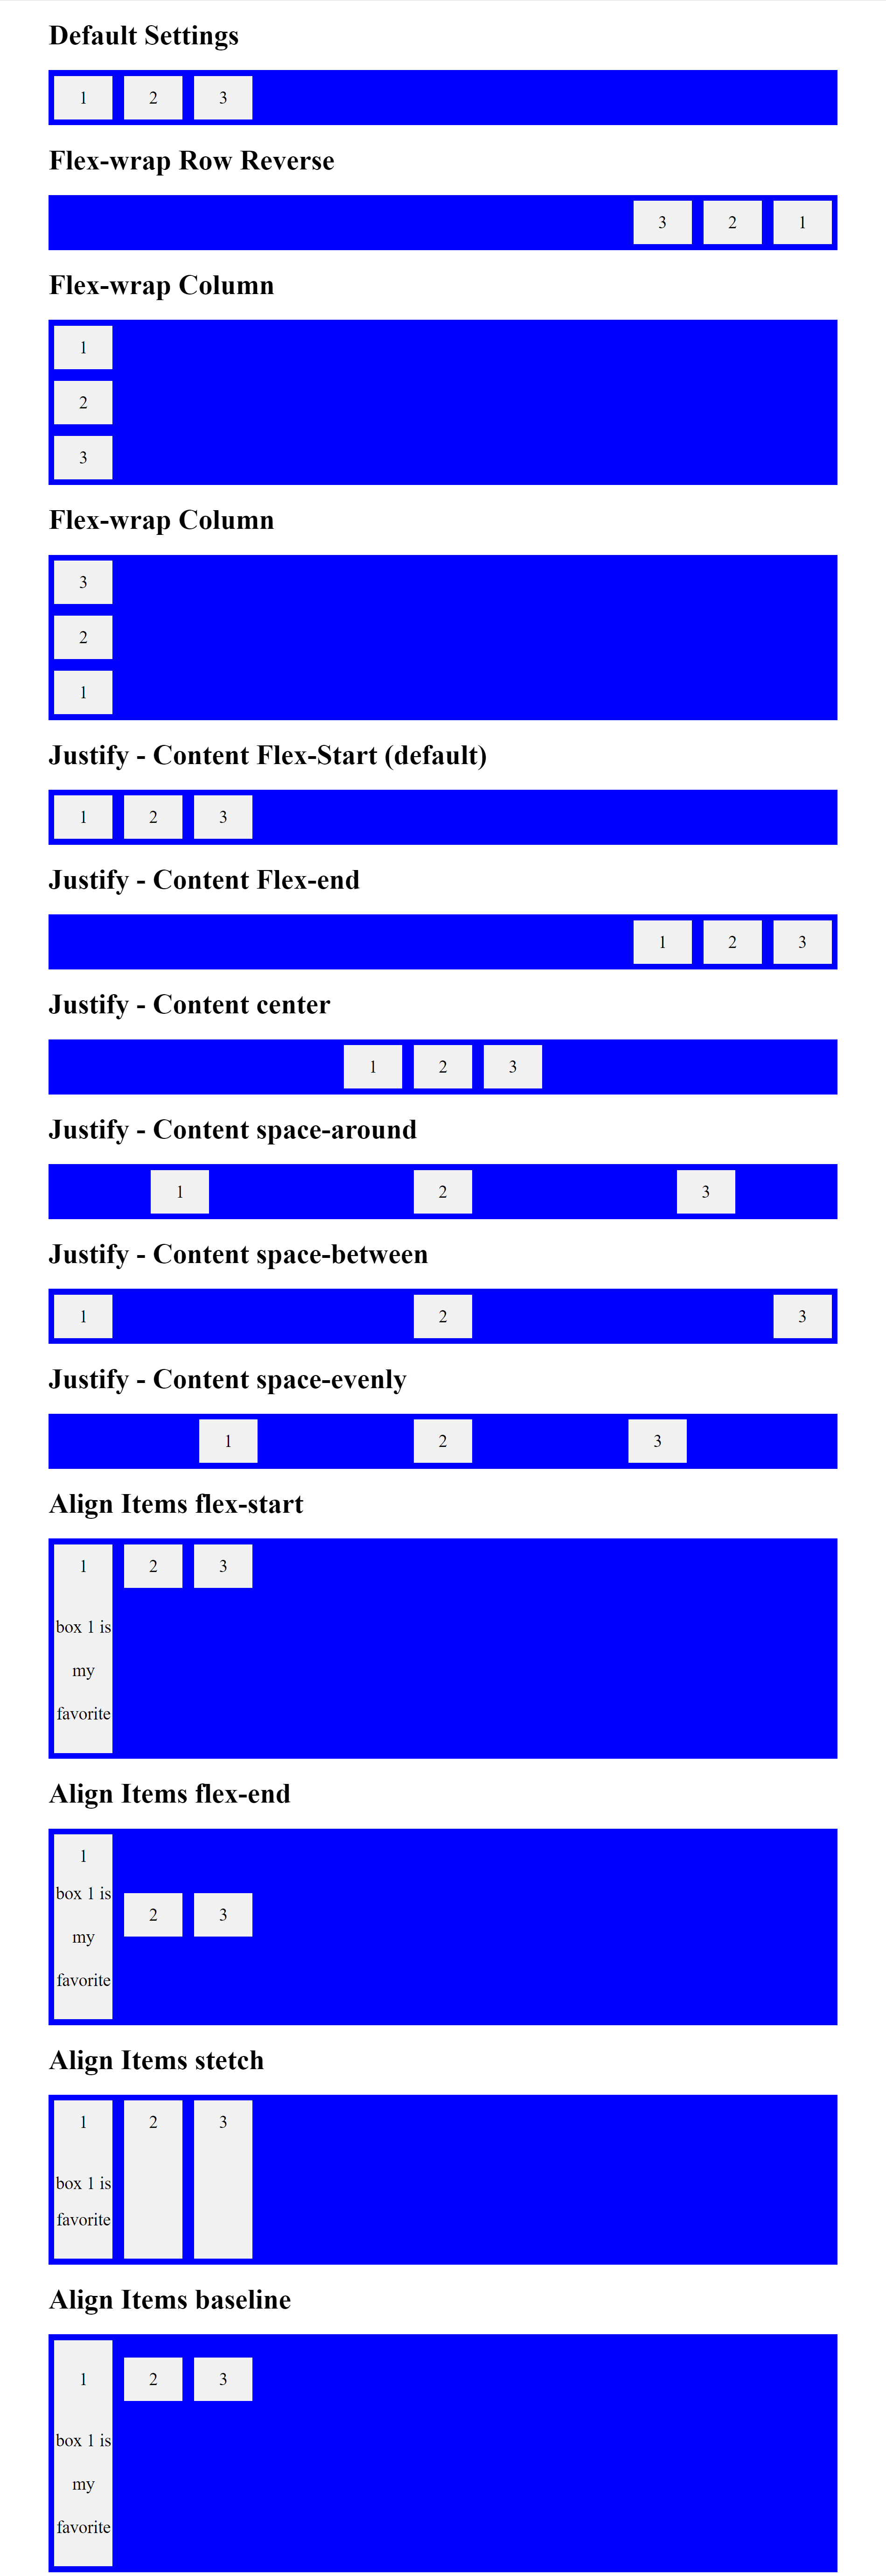 Default Settings
1 2 3
Flex-wrap Row Reverse
3 2 1
Flex-wrap Column
1
2
3
Flex-wrap Column
3
2
1
Justify - Content Flex-Start (default)
1 2 3
Justify - Content Flex-end
1 2 3
Justify - Content center
1 2 3
Justify - Content space-around
1 2 3
Justify - Content space-between
1 2 3
Justify - Content space-evenly
1 2 3
Align Items flex-start
1 2 3
box 1 is
my
favorite
Align Items flex-end
1
box 1 is
2 3
my
favorite
Align Items stetch
1 2 3
box 1 is
favorite
Align Items baseline
1 2 3
box 1 is
my
favorite